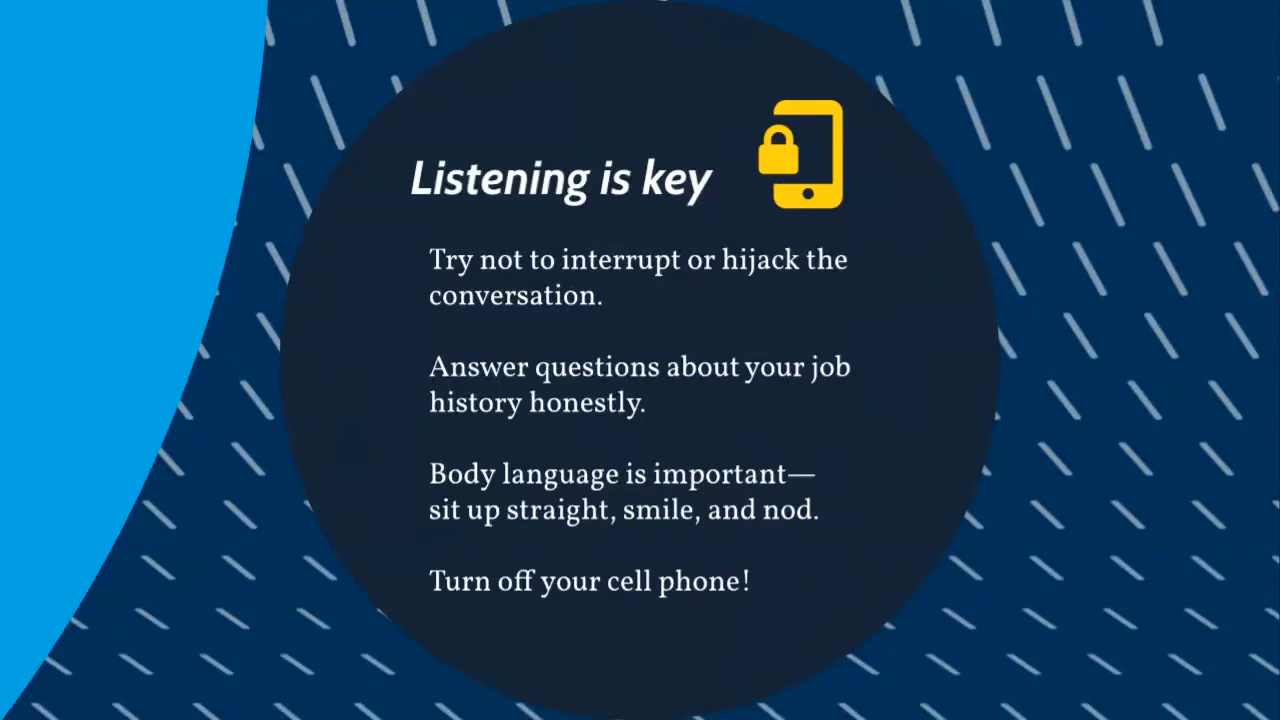 Listening is key
Try not to interrupt or hijack the
conversation.
Answer questions about your job
history honestly.
Body language is important—
sit up straight, smile, and nod.
Turn off your cell phone!